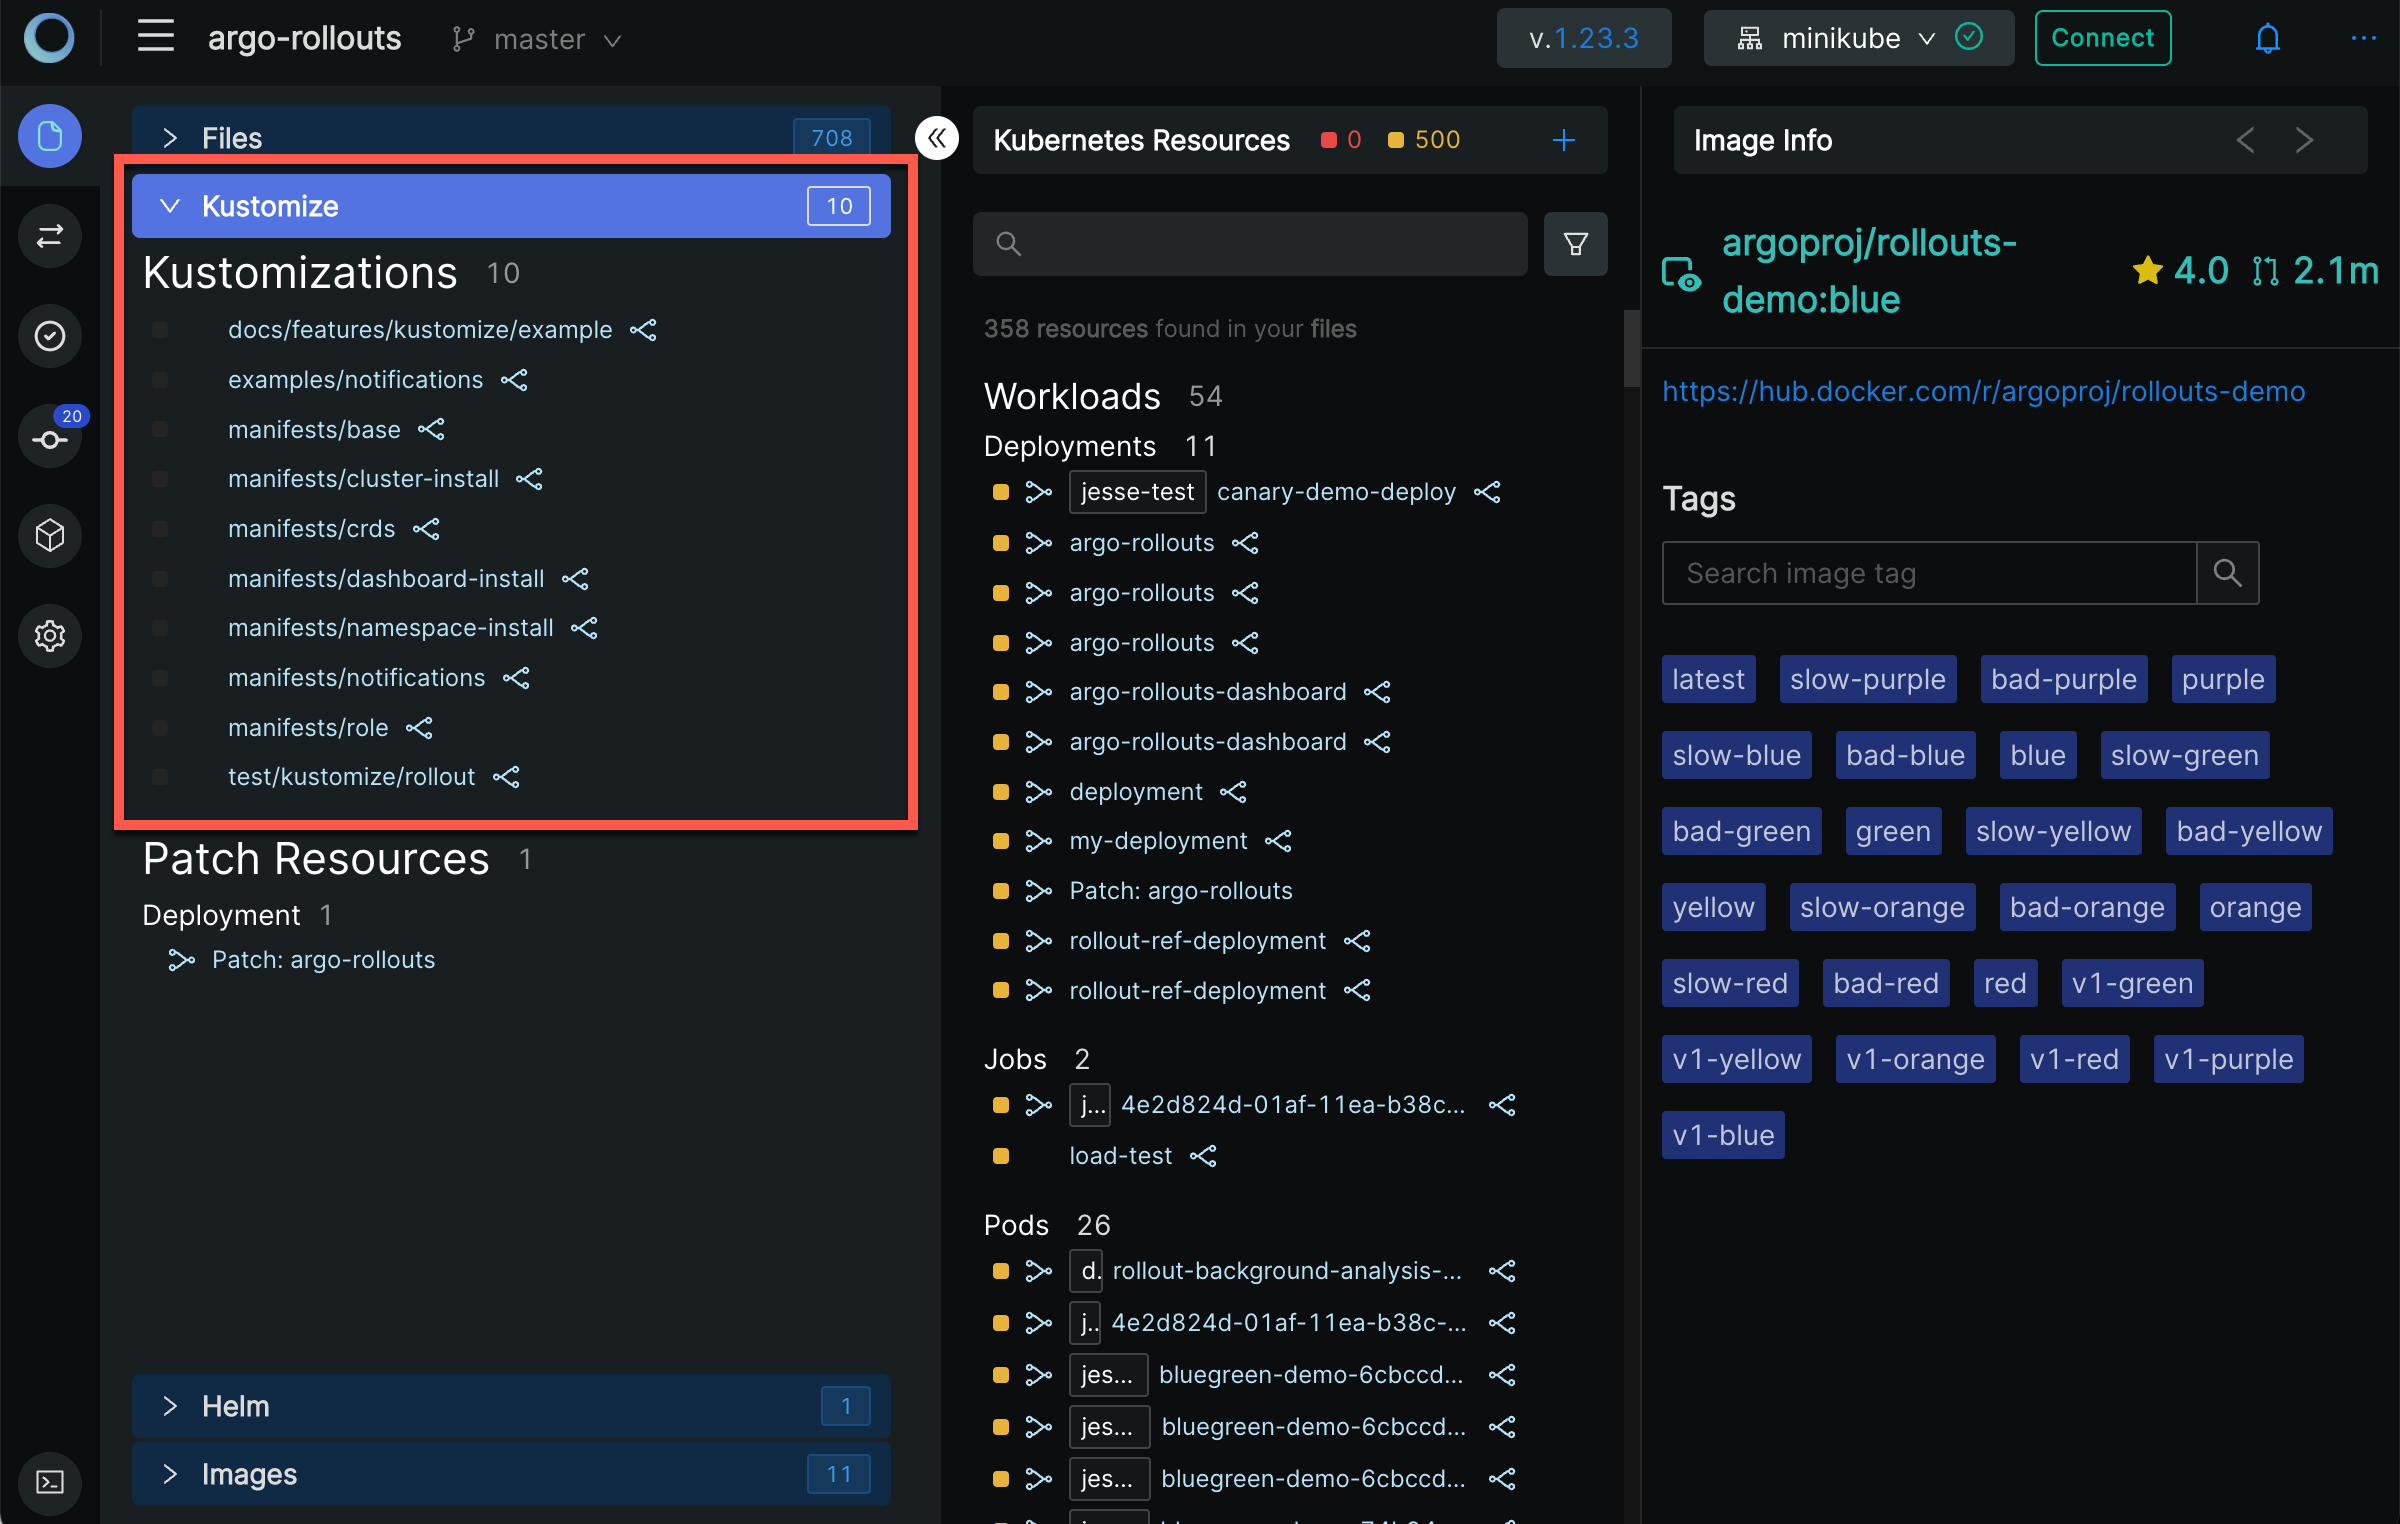 argo-rollouts master v.1.23.3 minikube Connect ...
Files 708
Kustomize 10
Kustomizations 10
docs/features/kustomize/example
examples/notifications
manifests/base
manifests/cluster-install
manifests/crds
manifests/dashboard-install
manifests/namespace-install
manifests/notifications
manifests/role
test/kustomize/rollout
Patch Resources 1
Deployment 1
Patch: argo-rollouts
Helm 1
Images 11
20
Kubernetes Resources 0 500
358 resources found in your files
Workloads 54
Deployments 11
jesse-test canary-demo-deploy
argo-rollouts
argo-rollouts
argo-rollouts
argo-rollouts-dashboard
argo-rollouts-dashboard
deployment
my-deployment
Patch: argo-rollouts
rollout-ref-deployment
rollout-ref-deployment
Jobs 2
j... 4e2d824d-01af-11ea-b38c...
load-test
Pods 26
d. rollout-background-analysis-...
j.. 4e2d824d-01af-11ea-b38c-...
jes... bluegreen-demo-6cbccd...
jes... bluegreen-demo-6cbccd...
jes... bluegreen-demo-6cbccd...
Image Info
argoproj/rollouts-
demo:blue
4.0 2.1m
https://hub.docker.com/r/argoproj/rollouts-demo
Tags
Search image tag
latest slow-purple bad-purple purple
slow-blue bad-blue blue slow-green
bad-green green slow-yellow bad-yellow
yellow slow-orange bad-orange orange
slow-red bad-red red v1-green
v1-yellow v1-orange v1-red v1-purple
v1-blue